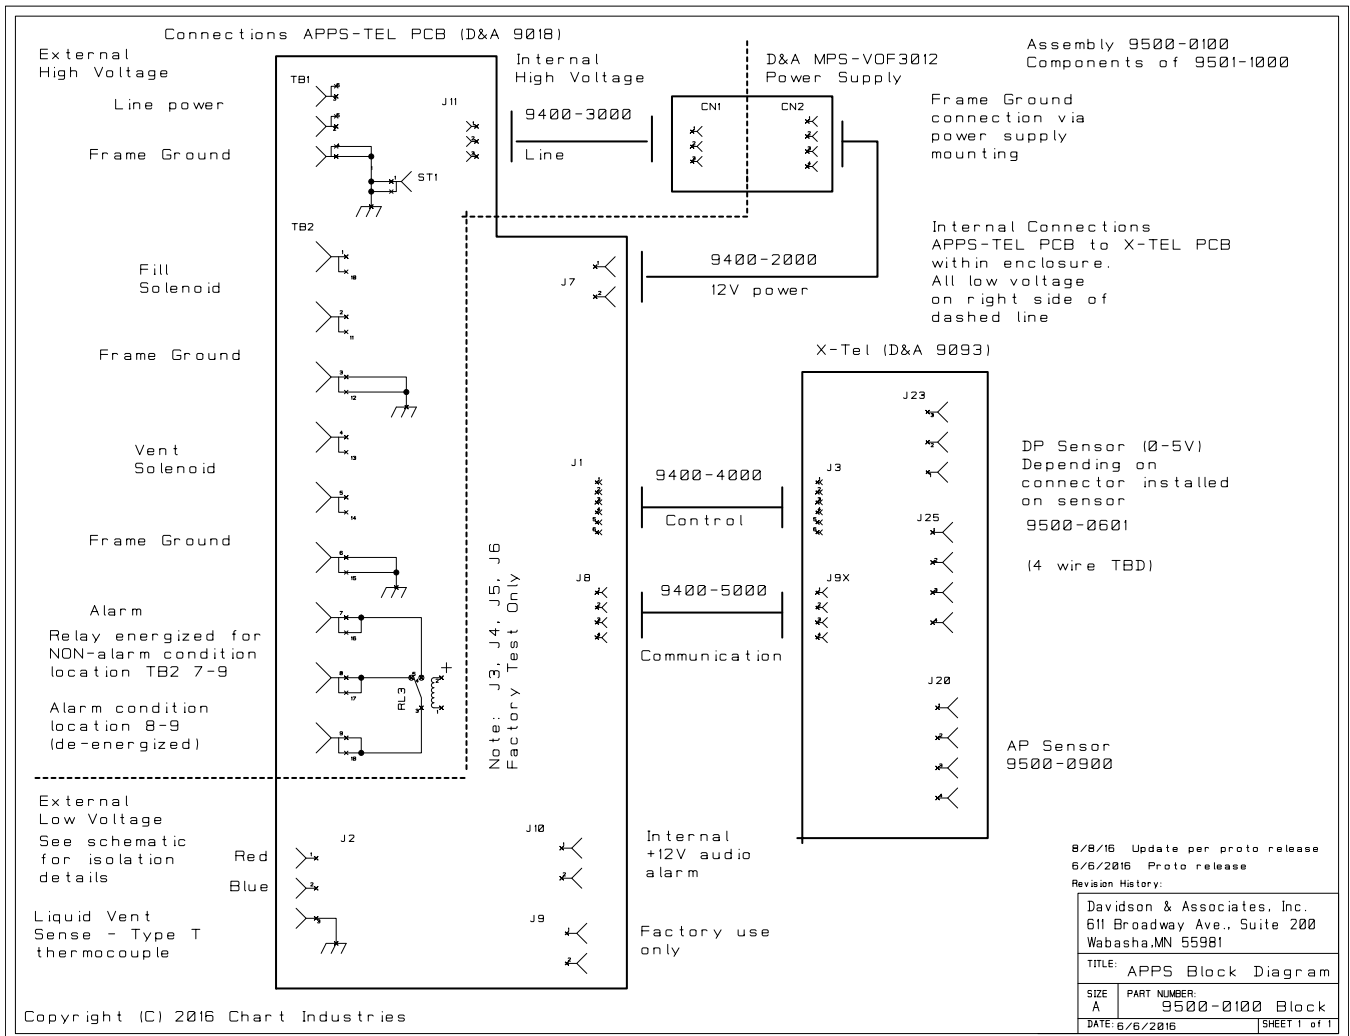 Connections APPS-TEL PCB (D&A 9018)
External
High Voltage
Line power
Frame Ground
TB1
J11
ST1
Internal
High Voltage
9400-3000
Line
D&A MPS-VOF3012
Power Supply
CN1
CN2
Assembly 9500-0100
Components of 9501-1000
Frame Ground
connection via
power supply
mounting
TB2
Fill
Solenoid
Frame Ground
Vent
Solenoid
Frame Ground
Alarm
Relay energized for
NON-alarm condition
location TB2 7-9
Alarm condition
location 8-9
(de-energized)
RL3
Note: J3, J4, J5, J6
Factory Test Only
J7
9400-2000
12V power
Internal Connections
APPS-TEL PCB to X-TEL PCB
within enclosure.
All low voltage
on right side of
dashed line
X-Tel (D&A 9093)
J1
9400-4000
Control
J3
J8
9400-5000
Communication
J9X
J23
J25
J20
DP Sensor (0-5V)
Depending on
connector installed
on sensor
9500-0601
(4 wire TBD)
AP Sensor
9500-0900
External
Low Voltage
See schematic
for isolation
details
Red
Blue
J2
Liquid Vent
Sense - Type T
thermocouple
J10
Internal
+12V audio
alarm
J9
Factory use
only
8/8/16 Update per proto release
6/6/2016 Proto release
Revision History:
Davidson & Associates, Inc.
611 Broadway Ave., Suite 200
Wabasha,MN 55981
TITLE: APPS Block Diagram
SIZE A
PART NUMBER: 9500-0100 Block
DATE: 6/6/2016
SHEET 1 of 1
Copyright (C) 2016 Chart Industries